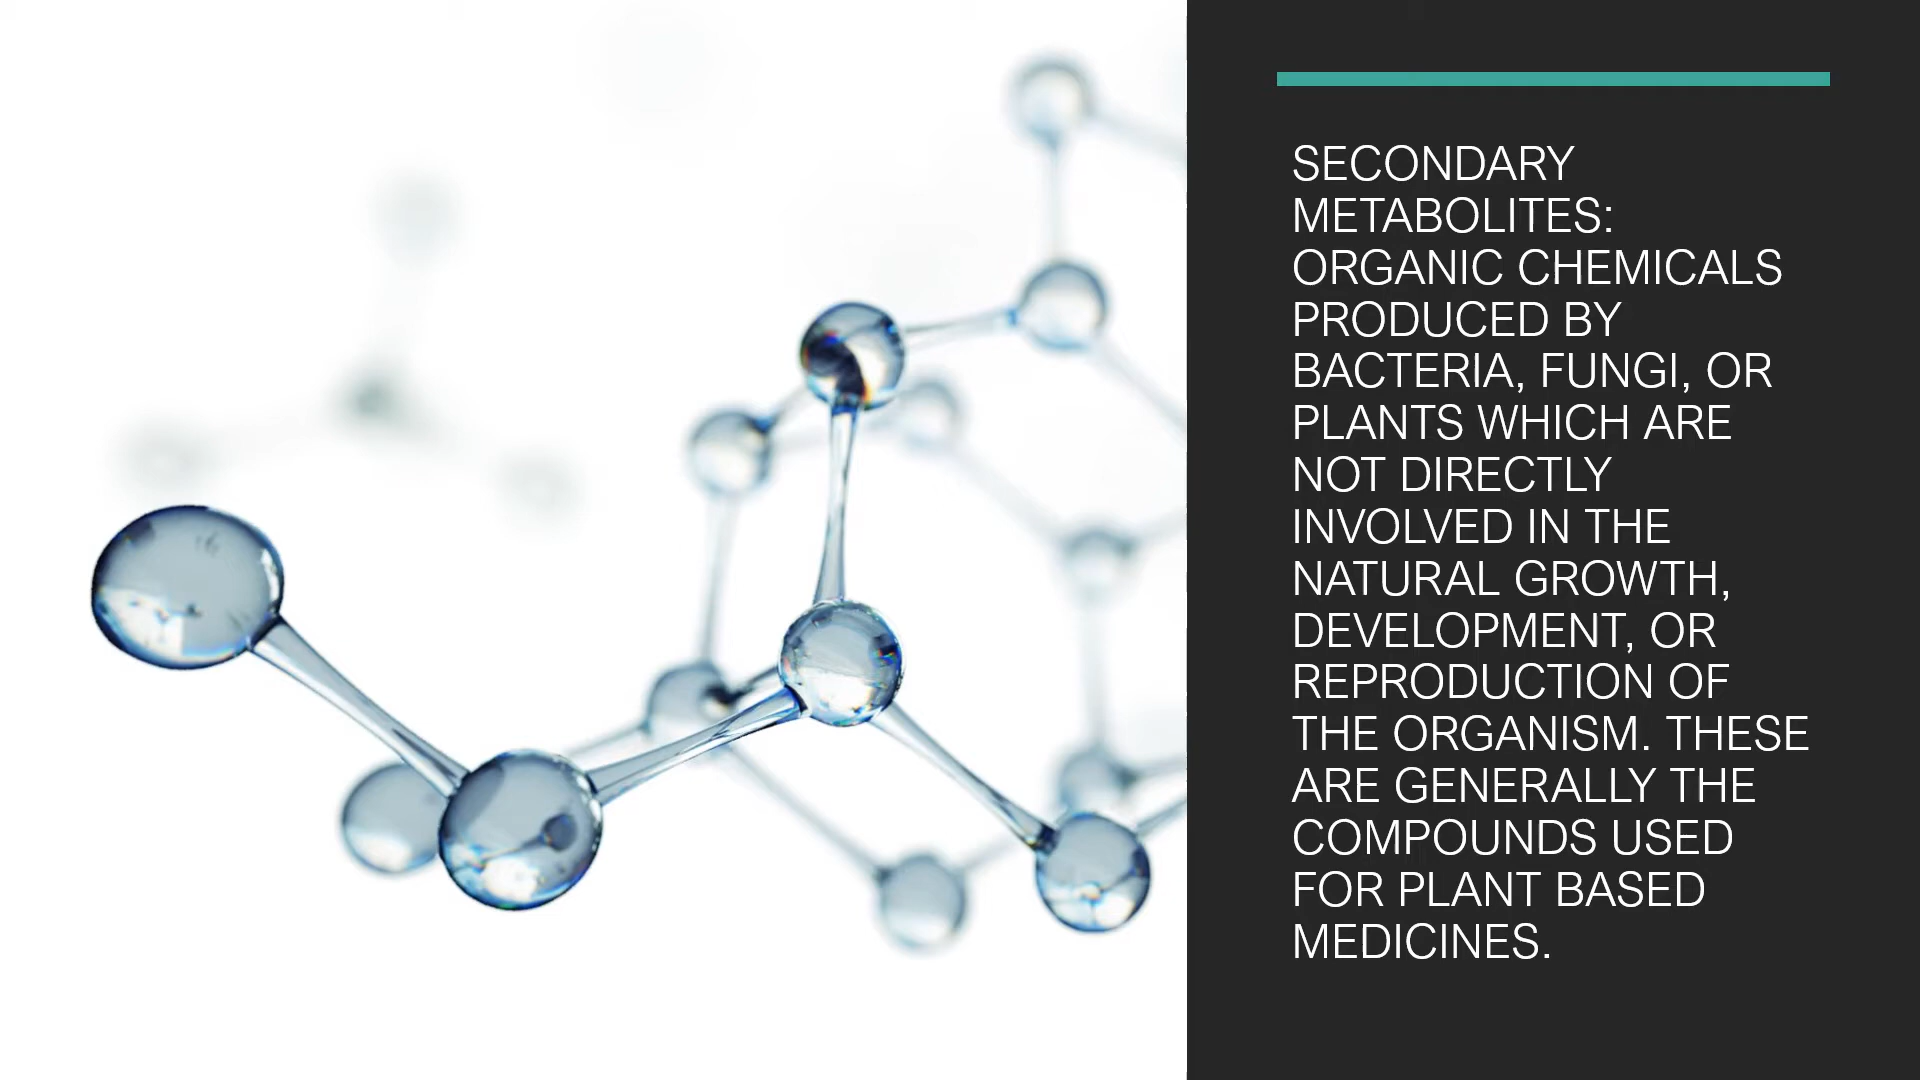 SECONDARY
METABOLITES:
ORGANIC CHEMICALS
PRODUCED BY
BACTERIA, FUNGI, OR
PLANTS WHICH ARE
NOT DIRECTLY
INVOLVED IN THE
NATURAL GROWTH,
DEVELOPMENT, OR
REPRODUCTION OF
THE ORGANISM. THESE
ARE GENERALLY THE
COMPOUNDS USED
FOR PLANT BASED
MEDICINES.